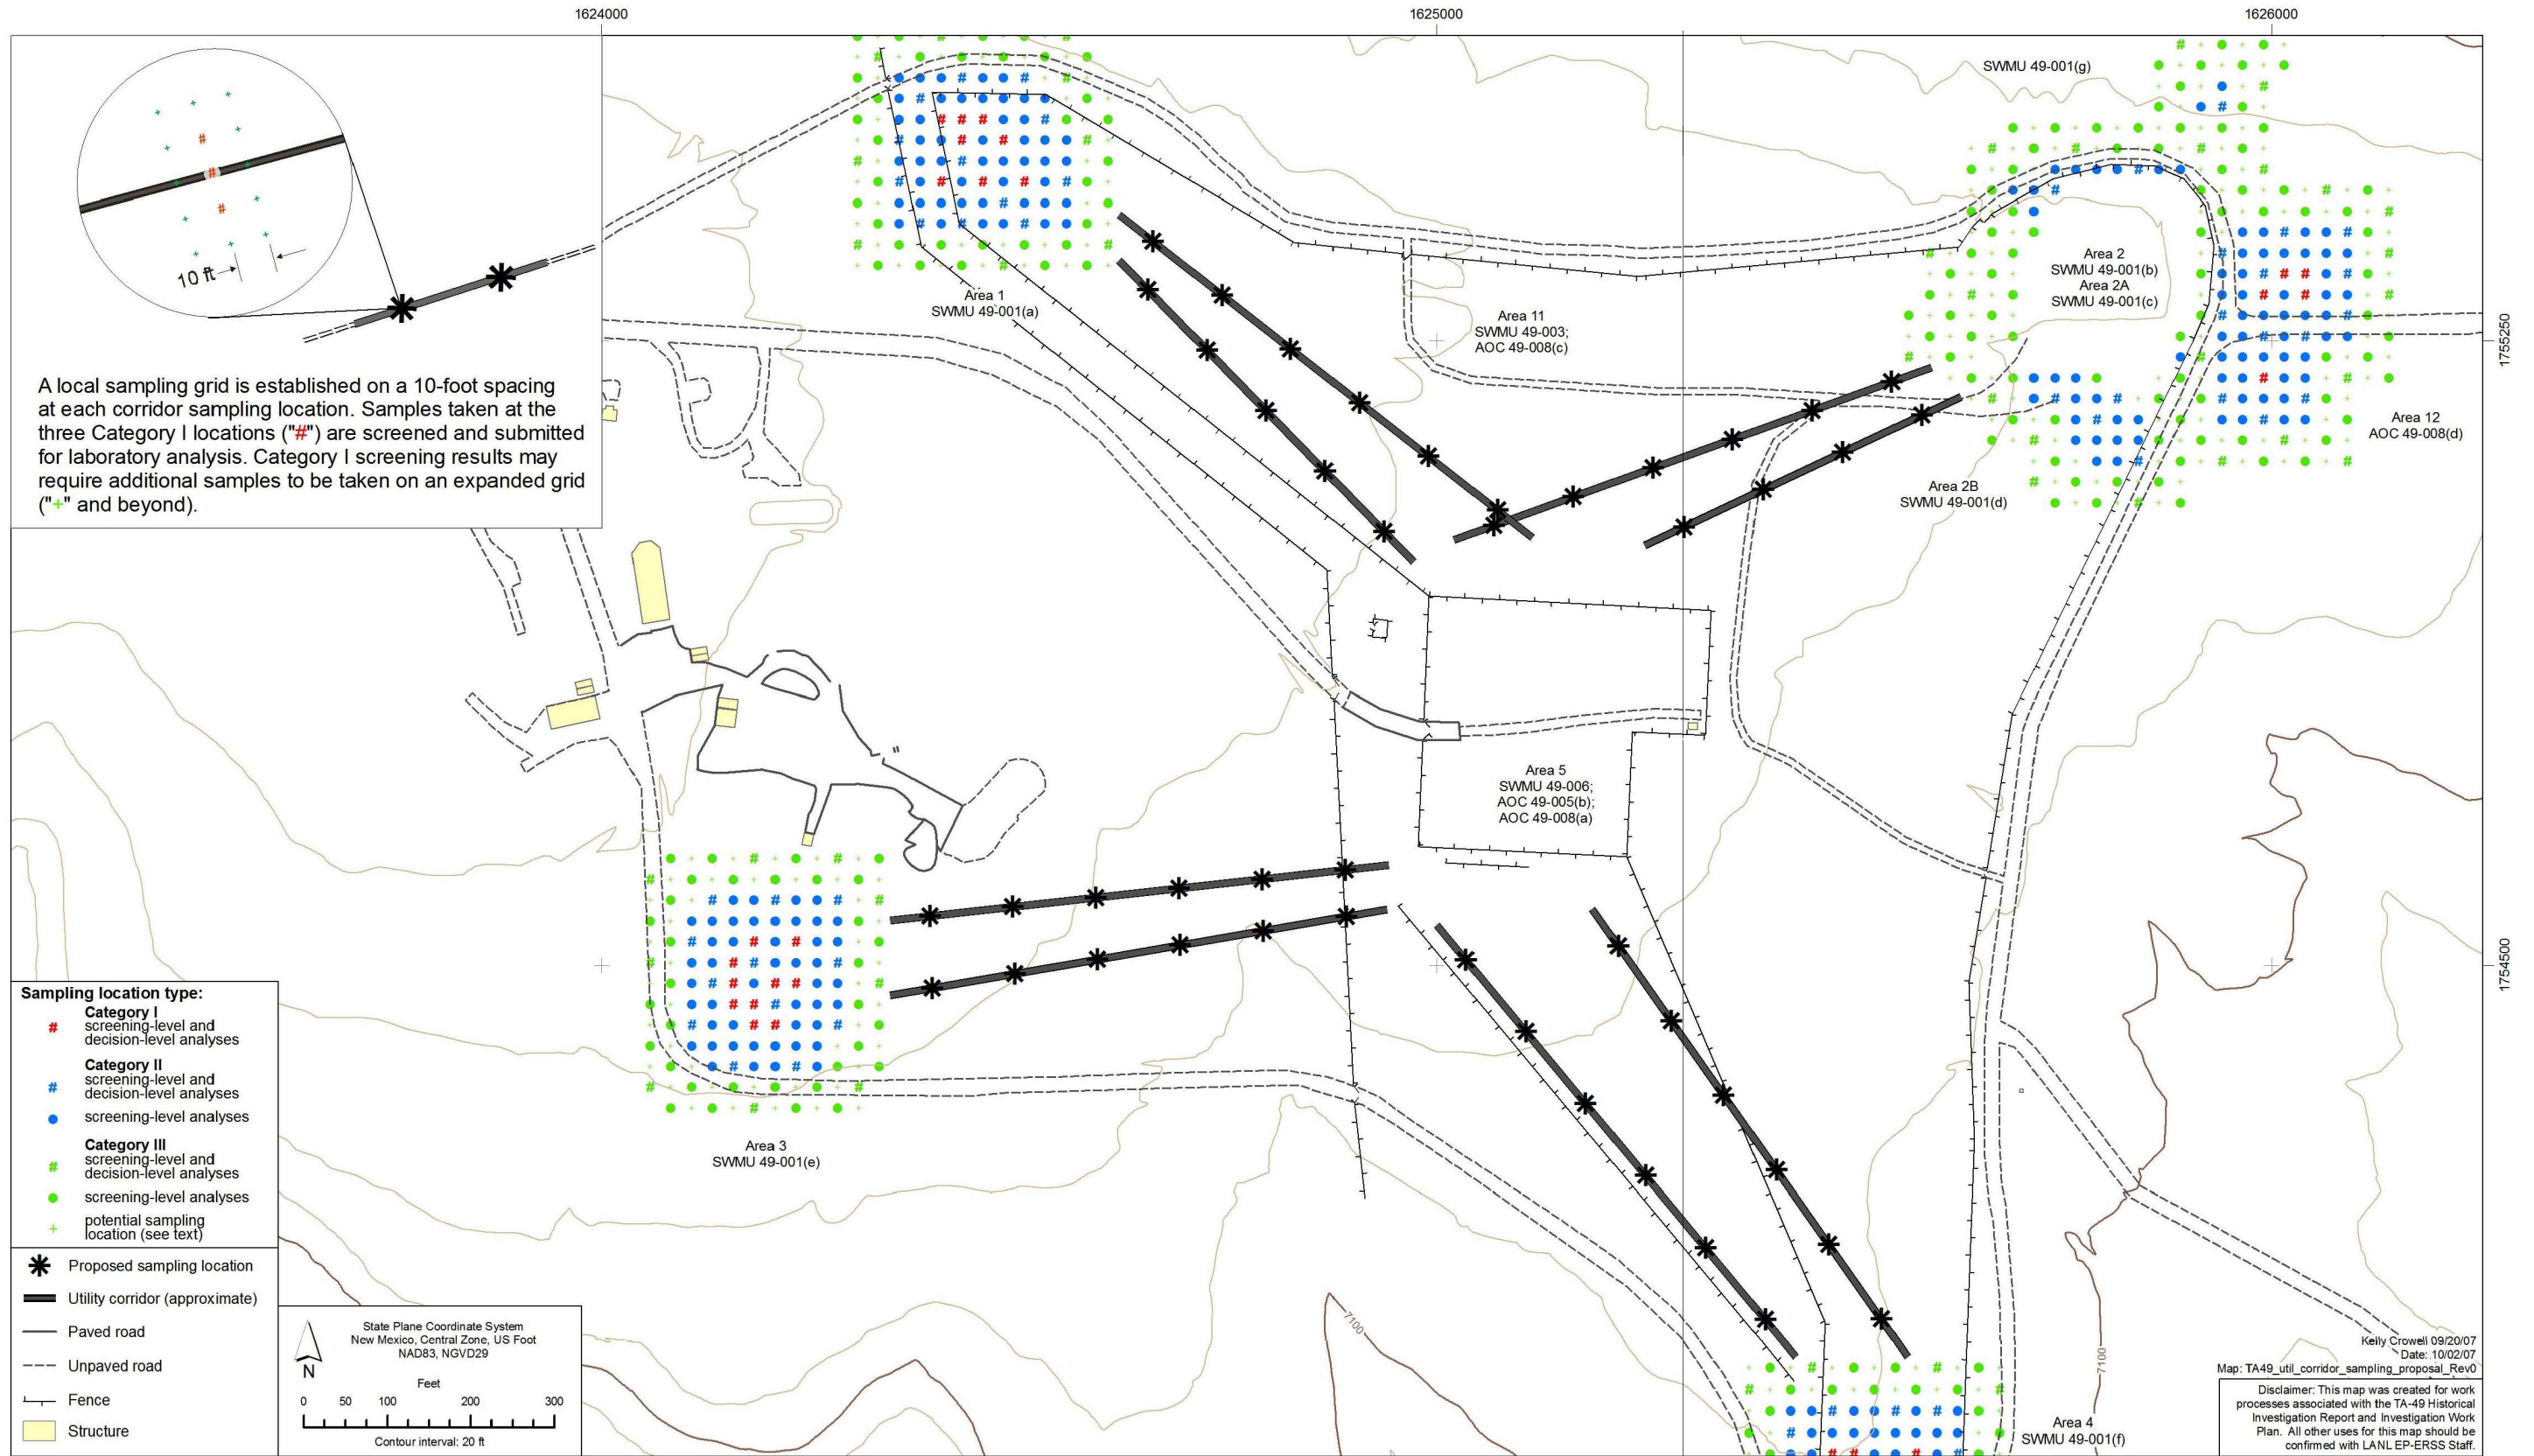 1624000
1625000
1626000
10 ft
A local sampling grid is established on a 10-foot spacing
at each corridor sampling location. Samples taken at the
three Category I locations ("#") are screened and submitted
for laboratory analysis. Category I screening results may
require additional samples to be taken on an expanded grid
("+" and beyond).
SWMU 49-001(g)
Area 1
SWMU 49-001(a)
Area 11
SWMU 49-003;
AOC 49-008(c)
Area 2
SWMU 49-001(b)
Area 2A
SWMU 49-001(c)
1755250
Area 12
AOC 49-008(d)
Area 2B
SWMU 49-001(d)
Area 5
SWMU 49-006;
AOC 49-005(b);
AOC 49-008(a)
1754500
Area 3
SWMU 49-001(e)
7100
7100
Area 4
SWMU 49-001(f)
Sampling location type:
Category I
# screening-level and
decision-level analyses
Category II
# screening-level and
decision-level analyses
screening-level analyses
Category III
# screening-level and
decision-level analyses
screening-level analyses
+ potential sampling
location (see text)
Proposed sampling location
Utility corridor (approximate)
Paved road
Unpaved road
Fence
Structure
N
State Plane Coordinate System
New Mexico, Central Zone, US Foot
NAD83, NGVD29
Feet
0 50 100 200 300
Contour interval: 20 ft
Kelly Crowell 09/20/07
Date: 10/02/07
Map: TA49_util_corridor_sampling_proposal_Rev0
Disclaimer: This map was created for work
processes associated with the TA-49 Historical
Investigation Report and Investigation Work
Plan. All other uses for this map should be
confirmed with LANL EP-ERSS Staff.